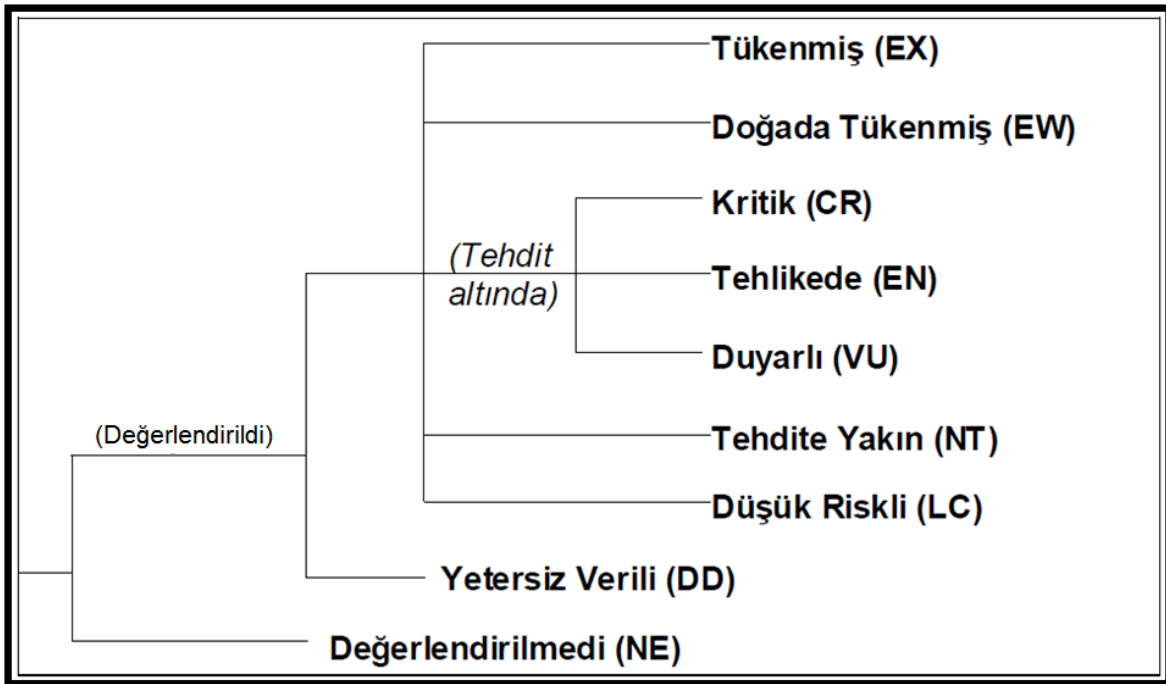 Tükenmiş (EX)
Doğada Tükenmiş (EW)
Kritik (CR)
(Tehdit
altında)
Tehlikede (EN)
Duyarlı (VU)
(Değerlendirildi)
Tehdite Yakın (NT)
Düşük Riskli (LC)
Yetersiz Verili (DD)
Değerlendirilmedi (NE)